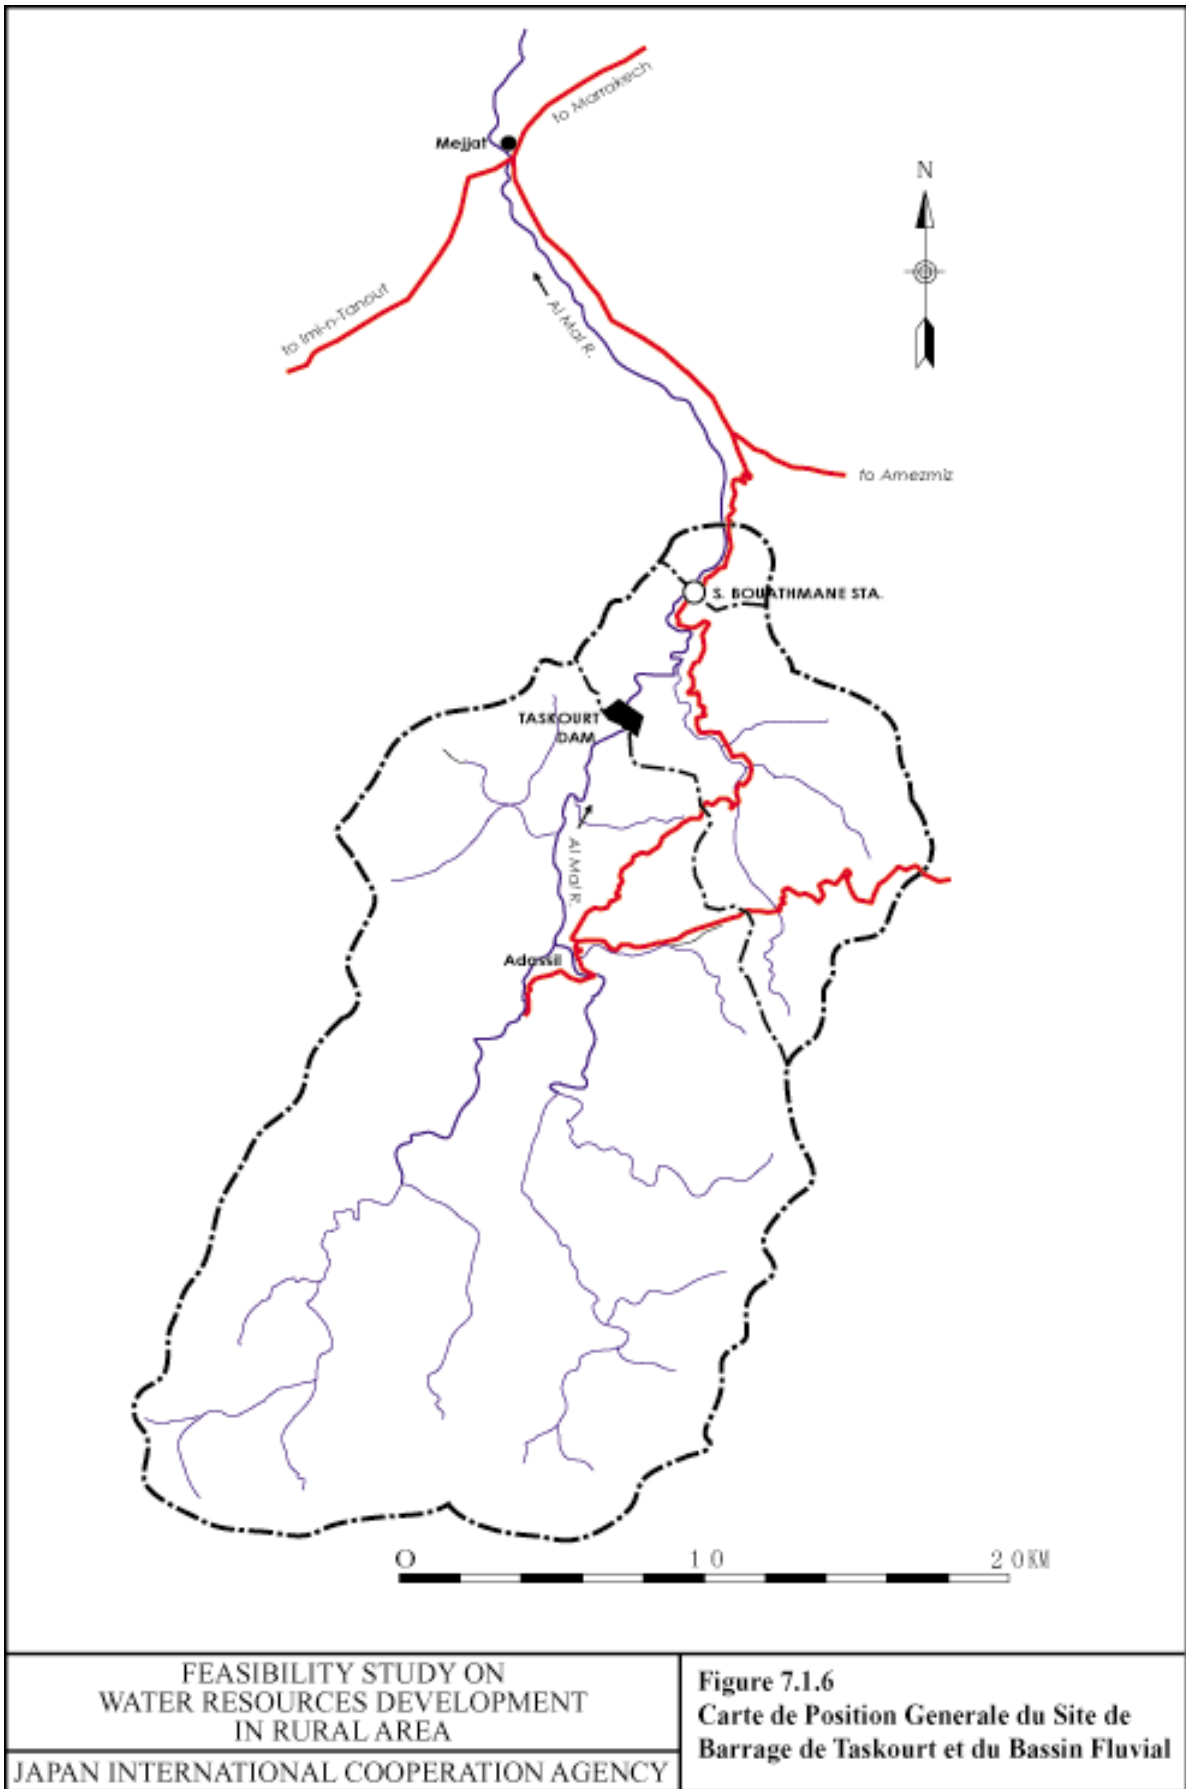 to Marrakech
Mejjat
N
to Imi-n-Tanout
Al Mal R.
to Amezmiz
S. BOUATHMANE STA.
TASKOURT
DAM
Al Mal R.
Adassil
0 10 20KM
FEASIBILITY STUDY ON
WATER RESOURCES DEVELOPMENT
IN RURAL AREA
JAPAN INTERNATIONAL COOPERATION AGENCY
Figure 7.1.6
Carte de Position Generale du Site de
Barrage de Taskourt et du Bassin Fluvial